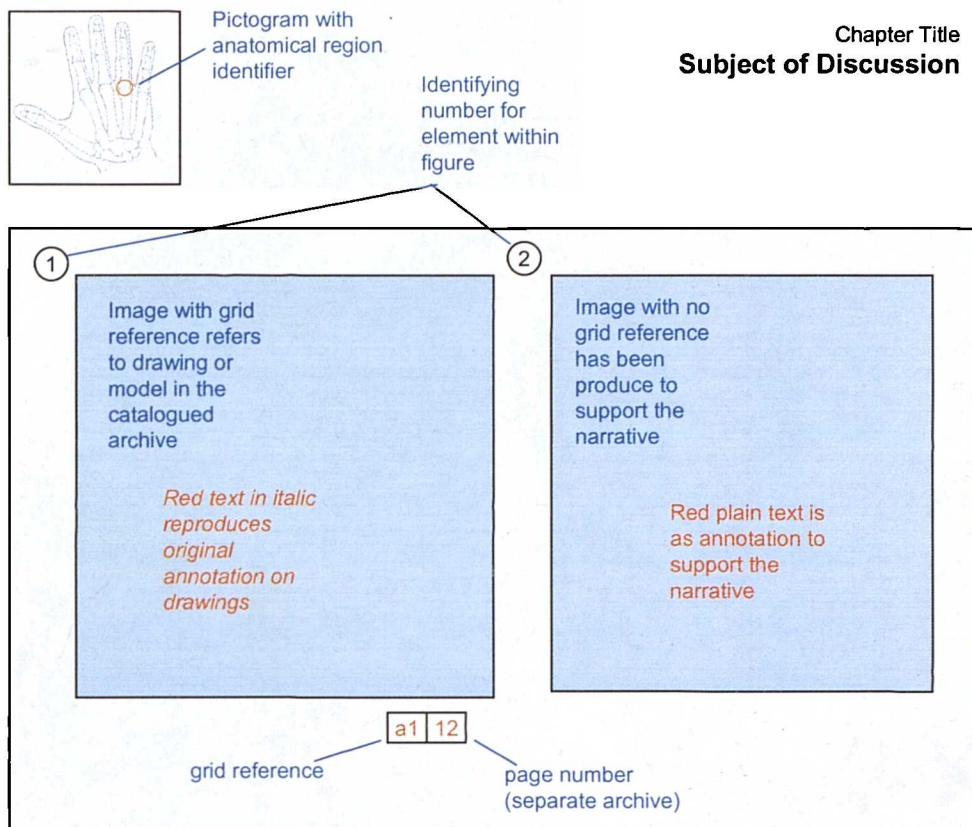 Pictogram with
anatomical region
identifier
Chapter Title
Subject of Discussion
Identifying
number for
element within
figure
1
2
Image with grid
reference refers
to drawing or
model in the
catalogued
archive
Red text in italic
reproduces
original
annotation on
drawings
Image with no
grid reference
has been
produce to
support the
narrative
Red plain text is
as annotation to
support the
narrative
a1 12
grid reference
page number
(separate archive)